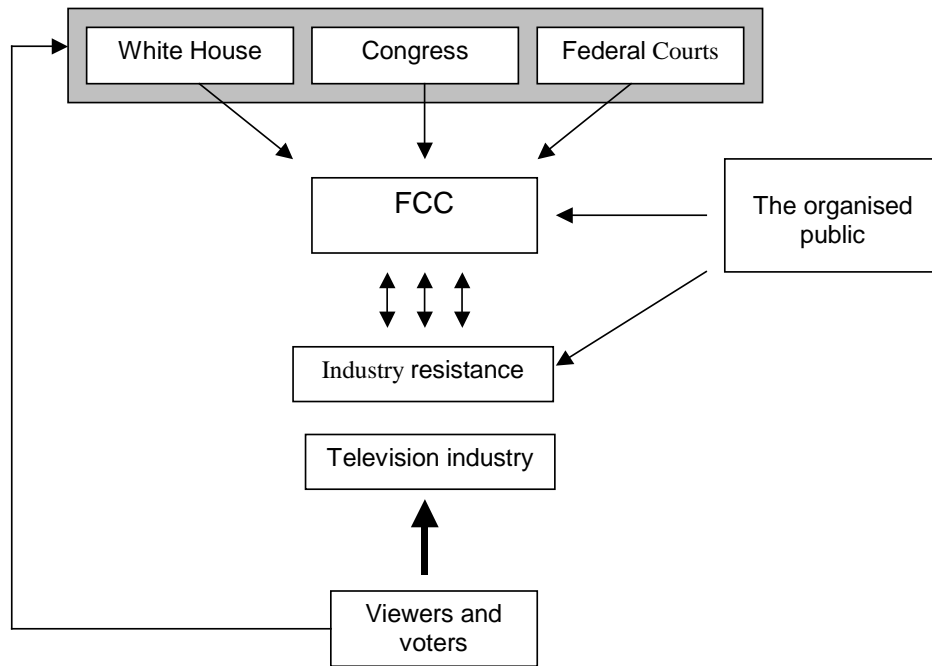 White House
Congress
Federal Courts
FCC
The organised
public
Industry resistance
Television industry
Viewers and
voters